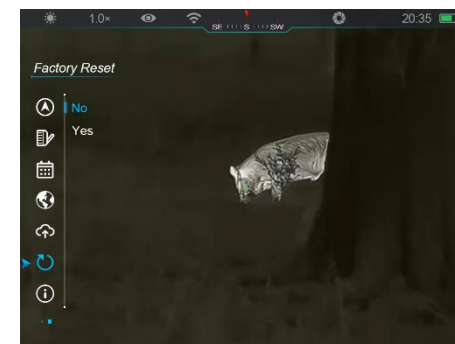 1.0×
SE S SW
20:35
Factory Reset
No
Yes